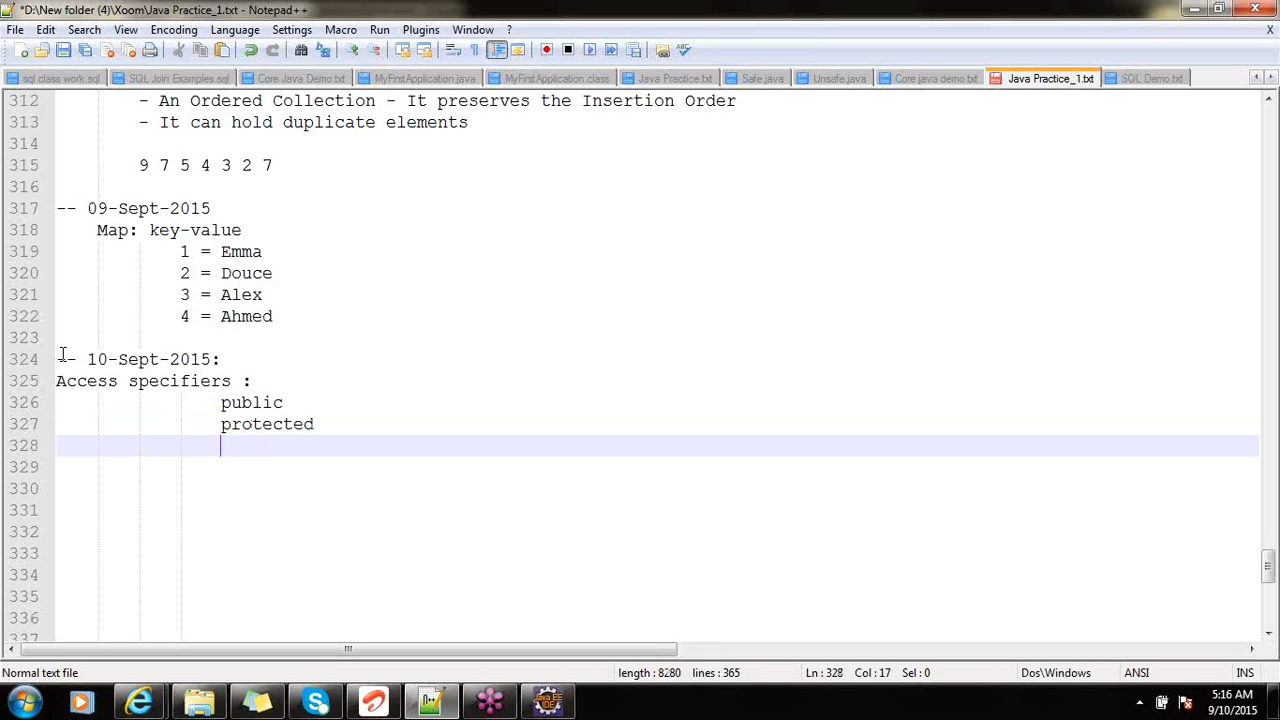 *D:\New folder (4)\Xoom\Java Practice_1.txt - Notepad++
File Edit Search View Encoding Language Settings Macro Run Plugins Window ? X
sql class work.sql SQL Join Examples.sql Core Java Demo.txt MyFirstApplication.java MyFirstApplication.class Java Practice.txt Safe.java Unsafe.java Core java demo.txt Java Practice_1.txt SQL Demo.txt
312 - An Ordered Collection - It preserves the Insertion Order
313 - It can hold duplicate elements
314
315 9 7 5 4 3 2 7
316
317 -- 09-Sept-2015
318 Map: key-value
319 1 = Emma
320 2 = Douce
321 3 = Alex
322 4 = Ahmed
323
324 -- 10-Sept-2015:
325 Access specifiers :
326 public
327 protected
328
329
330
331
332
333
334
335
336
337
Normal text file length : 8280 lines : 365 Ln : 328 Col : 17 Sel : 0 Dos\Windows ANSI INS
5:16 AM
9/10/2015